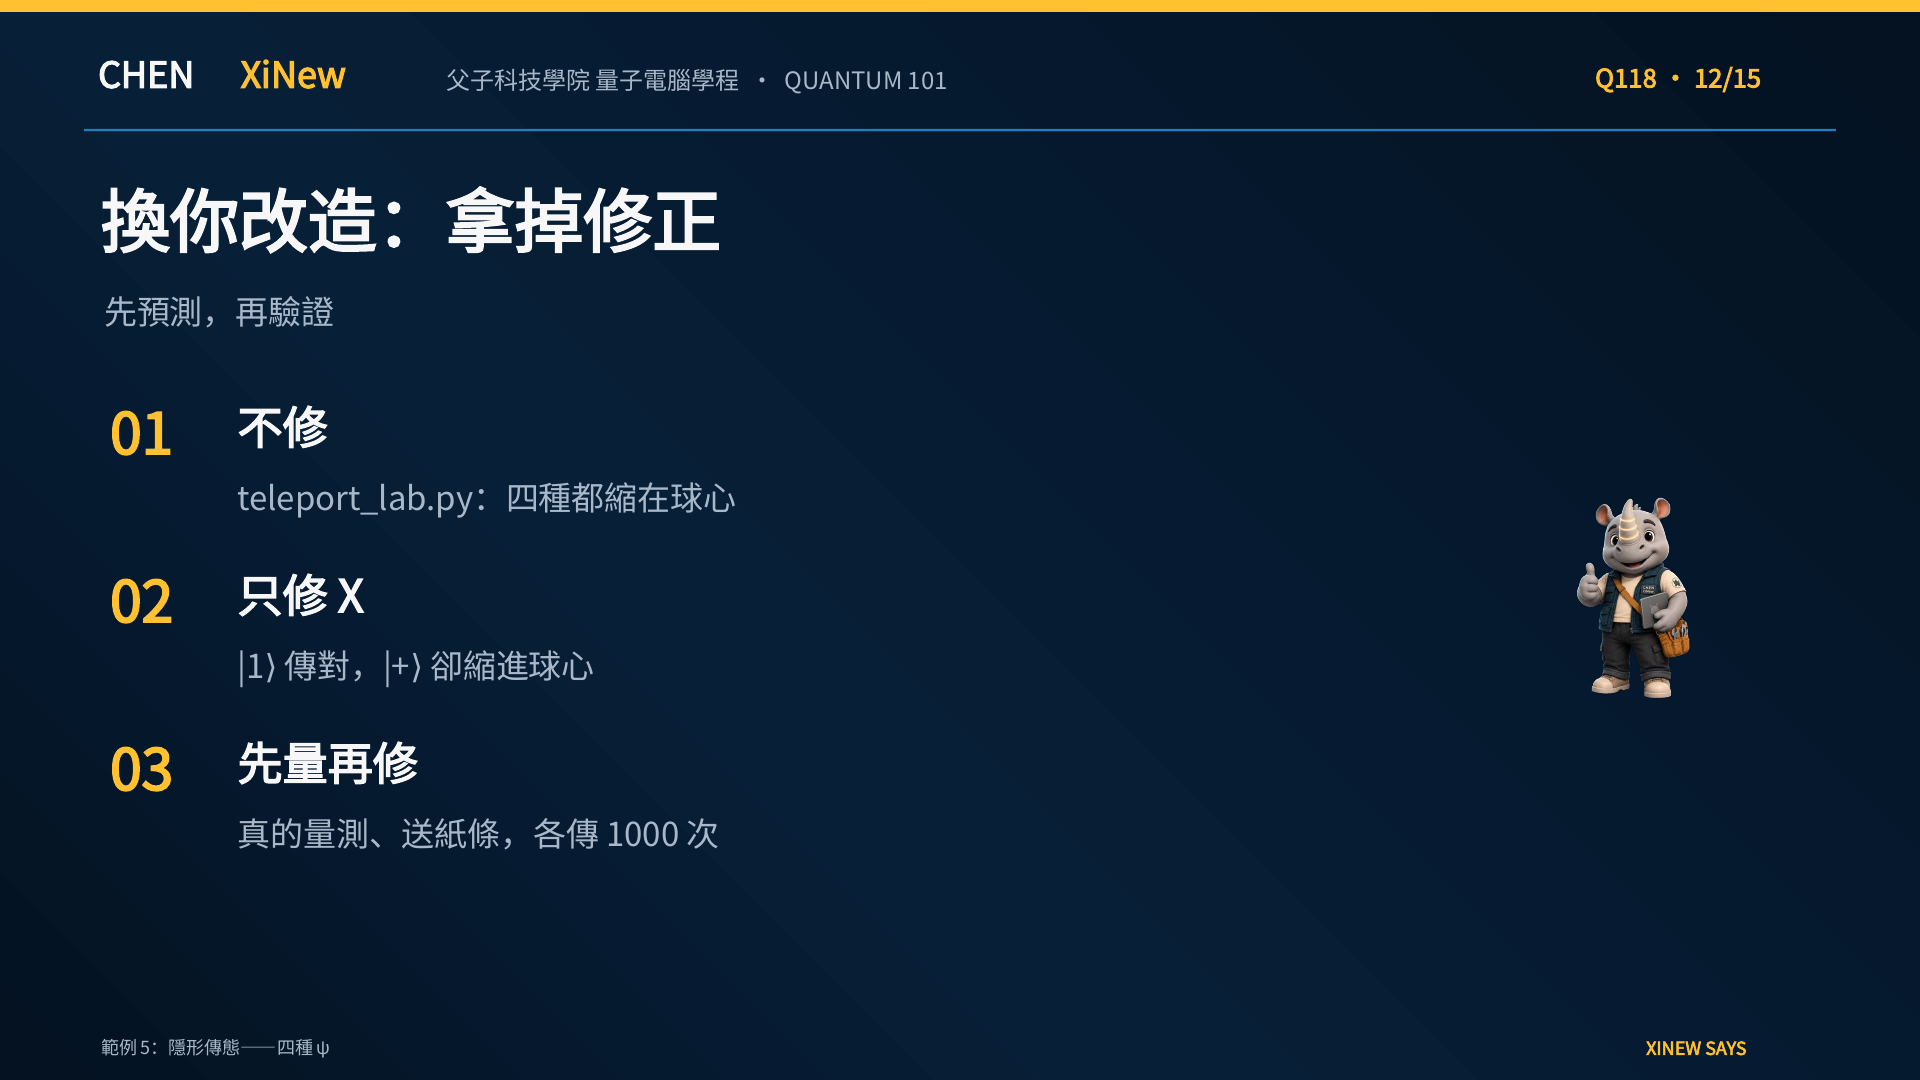 CHEN XiNew 父子科技學院 量子電腦學程 · QUANTUM 101
Q118 · 12/15
換你改造：拿掉修正
先預測，再驗證
01 不修
teleport_lab.py：四種都縮在球心
02 只修 X
|1⟩ 傳對，|+⟩ 卻縮進球心
03 先量再修
真的量測、送紙條，各傳 1000 次
範例 5：隱形傳態——四種 ψ
XINEW SAYS